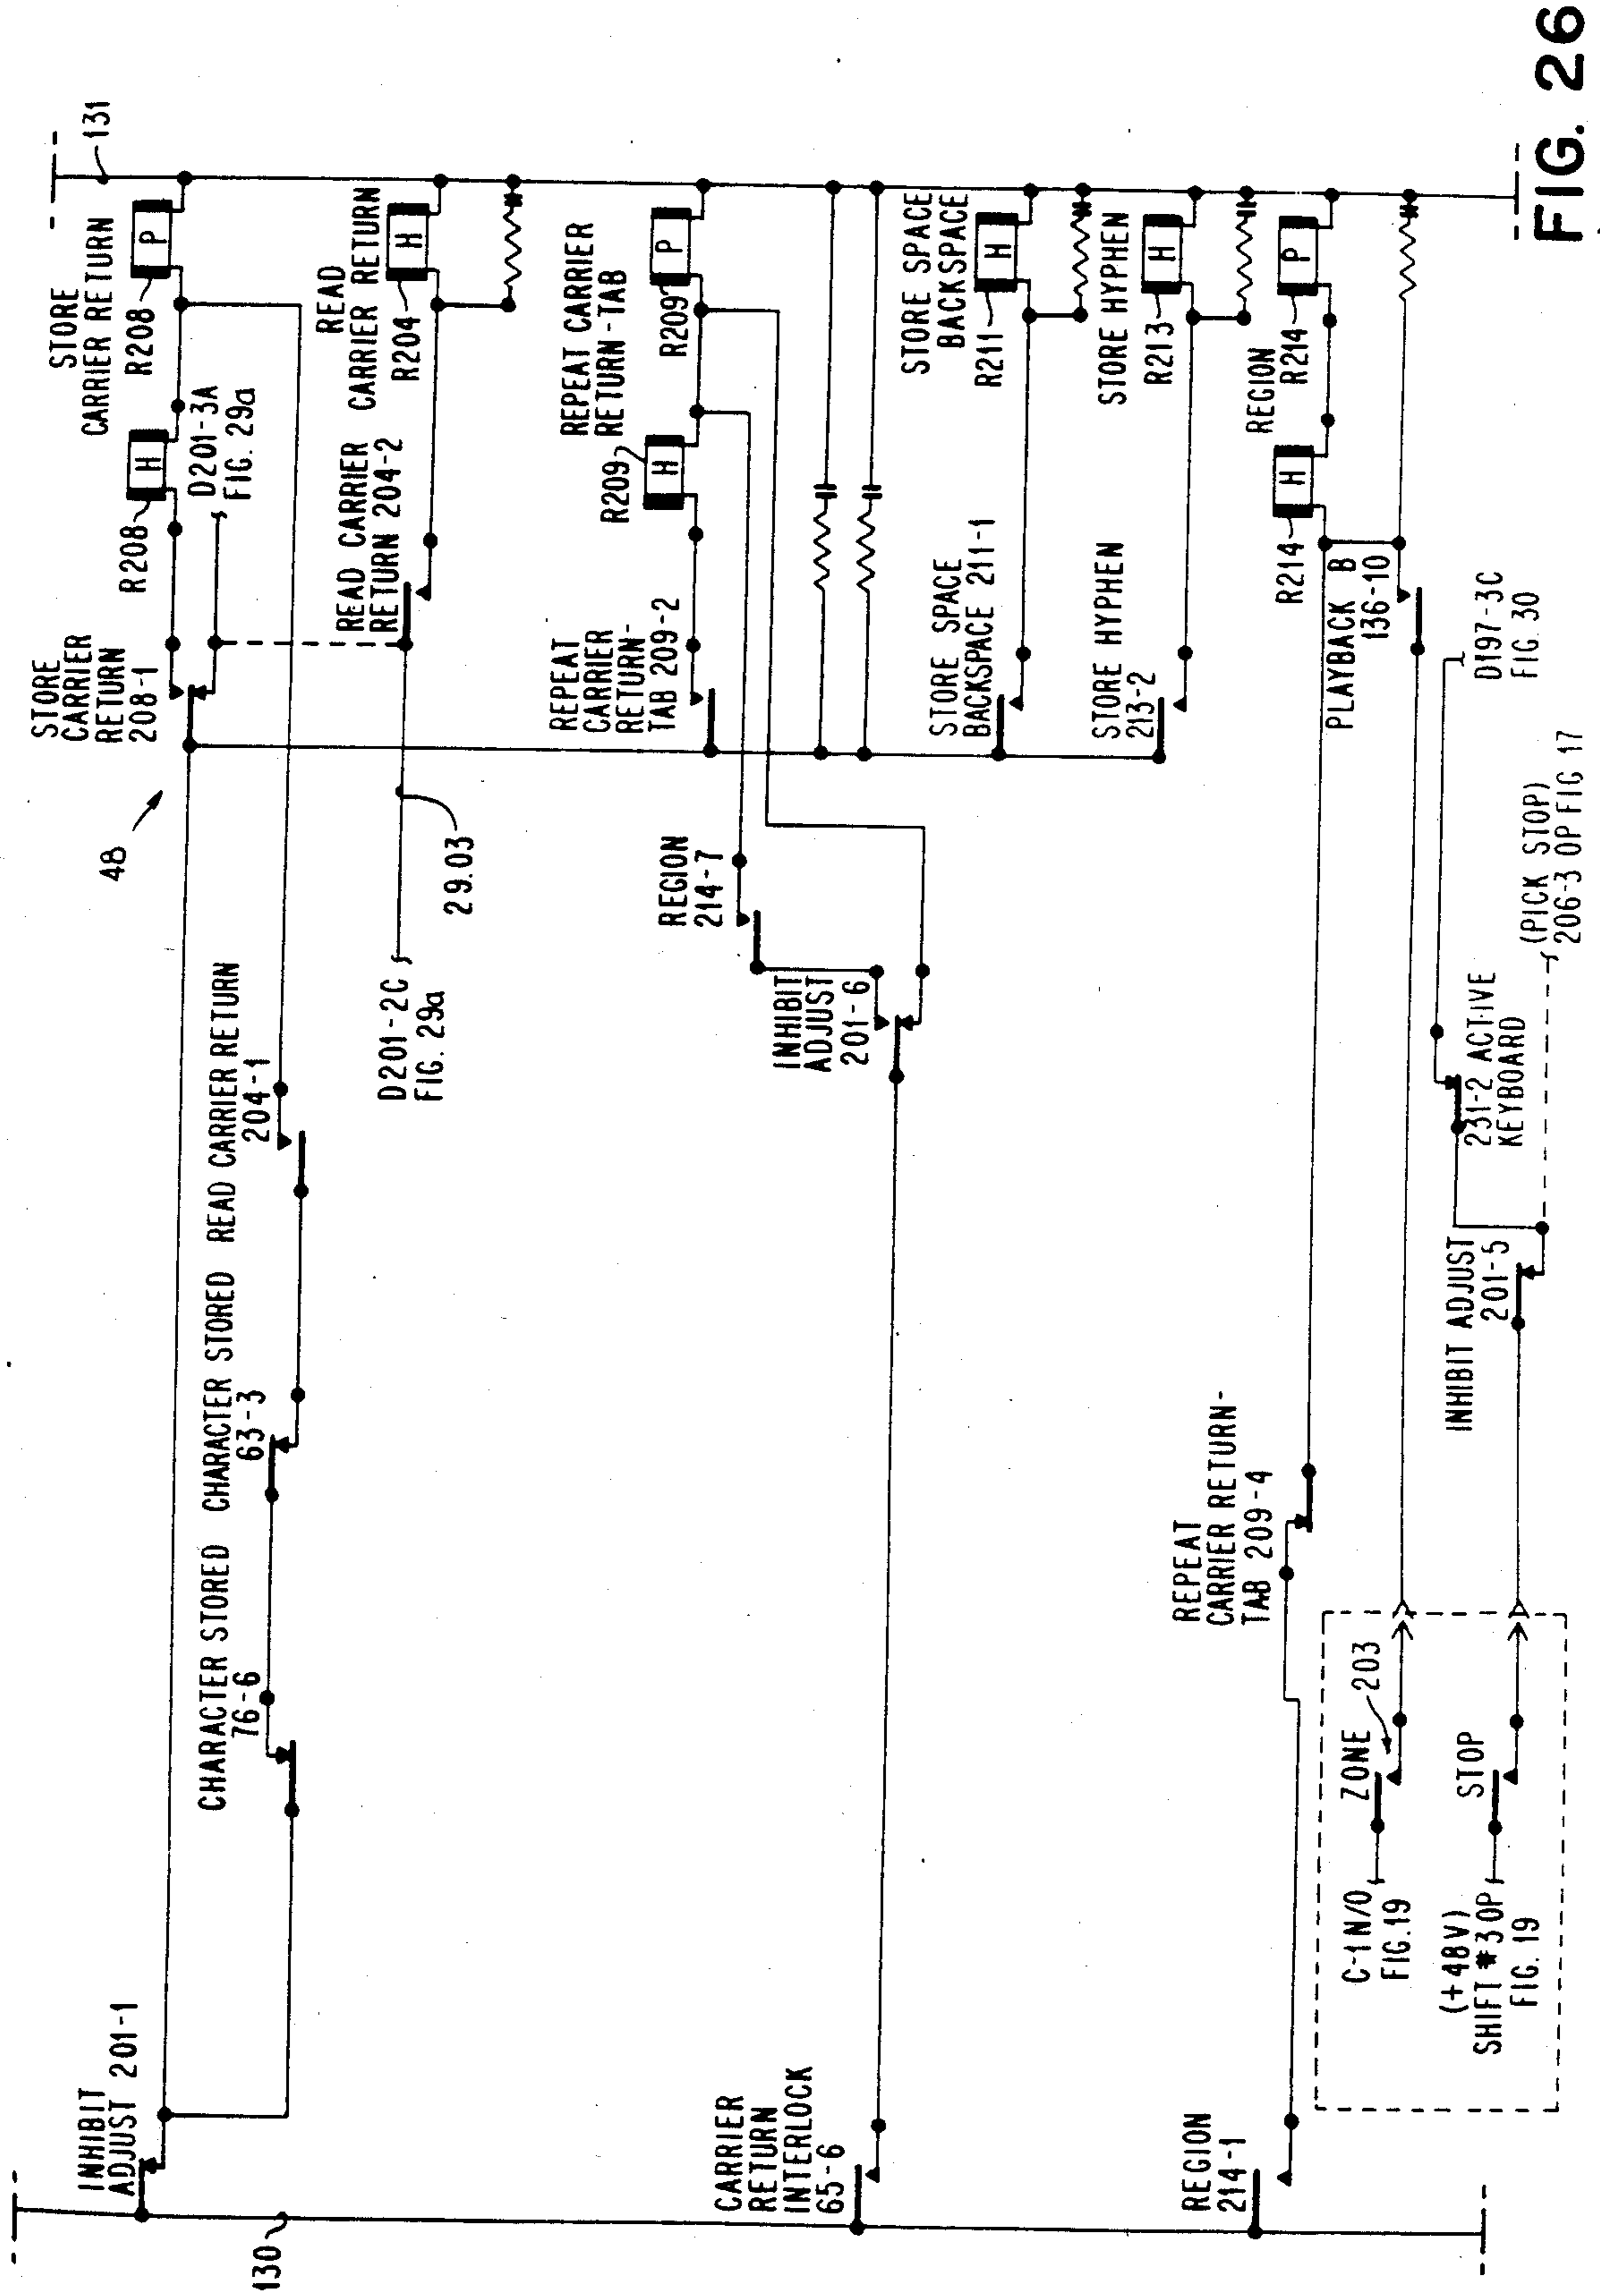 INHIBIT
ADJUST 201-1
130
CHARACTER STORED
76-6
CHARACTER STORED
63-3
READ CARRIER RETURN
204-1
48
STORE
CARRIER
RETURN
208-1
R208
H
D201-3A
FIG. 29a
STORE
CARRIER RETURN
R208
P
131
D201-2C
FIG. 29a
29.03
READ CARRIER
RETURN 204-2
READ
CARRIER RETURN
R204
H
CARRIER
RETURN
INTERLOCK
65-6
INHIBIT
ADJUST
201-6
REGION
214-7
REPEAT
CARRIER
RETURN-
TAB 209-2
R209
H
REPEAT CARRIER
RETURN-TAB
R209
P
STORE SPACE
BACKSPACE 211-1
STORE SPACE
BACKSPACE
R211
H
STORE HYPHEN
213-2
STORE HYPHEN
R213
H
REGION
214-1
REPEAT
CARRIER RETURN-
TAB 209-4
R214
H
REGION
R214
P
PLAYBACK B
136-10
C-1 N/O
FIG.19
ZONE
203
(+48V)
SHIFT #3 OP
FIG. 19
STOP
INHIBIT ADJUST
201-5
231-2 ACTIVE
KEYBOARD
(PICK STOP)
206-3 OP FIG 17
D197-3C
FIG. 30
FIG. 26